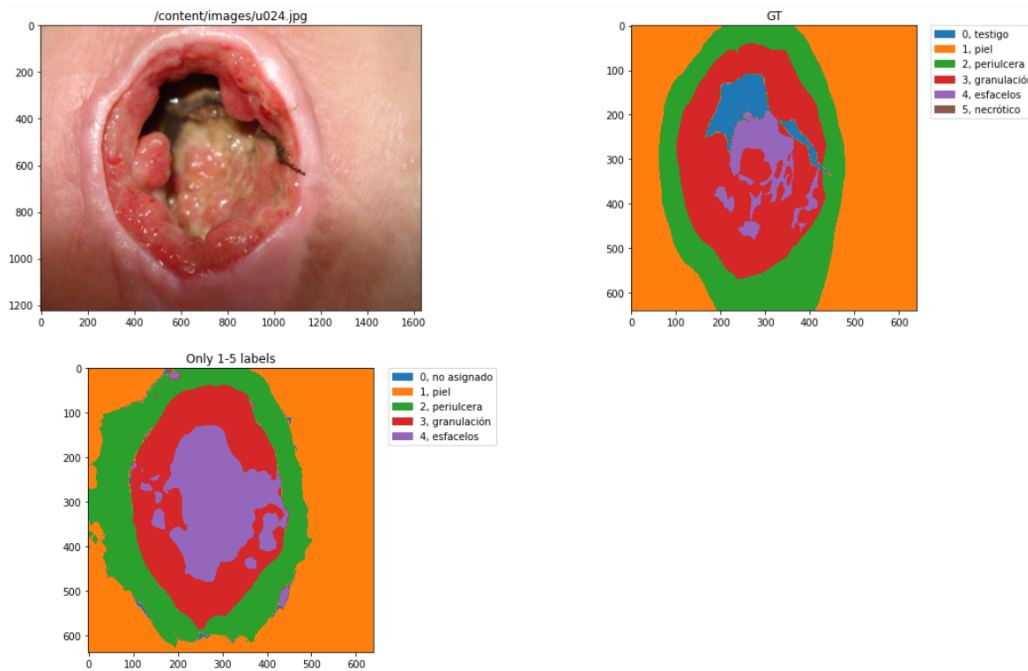 /content/images/u024.jpg
0
200
400
600
800
1000
1200
0 200 400 600 800 1000 1200 1400 1600
GT
0
100
200
300
400
500
600
0 100 200 300 400 500 600
0, testigo
1, piel
2, periulcera
3, granulación
4, esfacelos
5, necrótico
Only 1-5 labels
0
100
200
300
400
500
600
0 100 200 300 400 500 600
0, no asignado
1, piel
2, periulcera
3, granulación
4, esfacelos